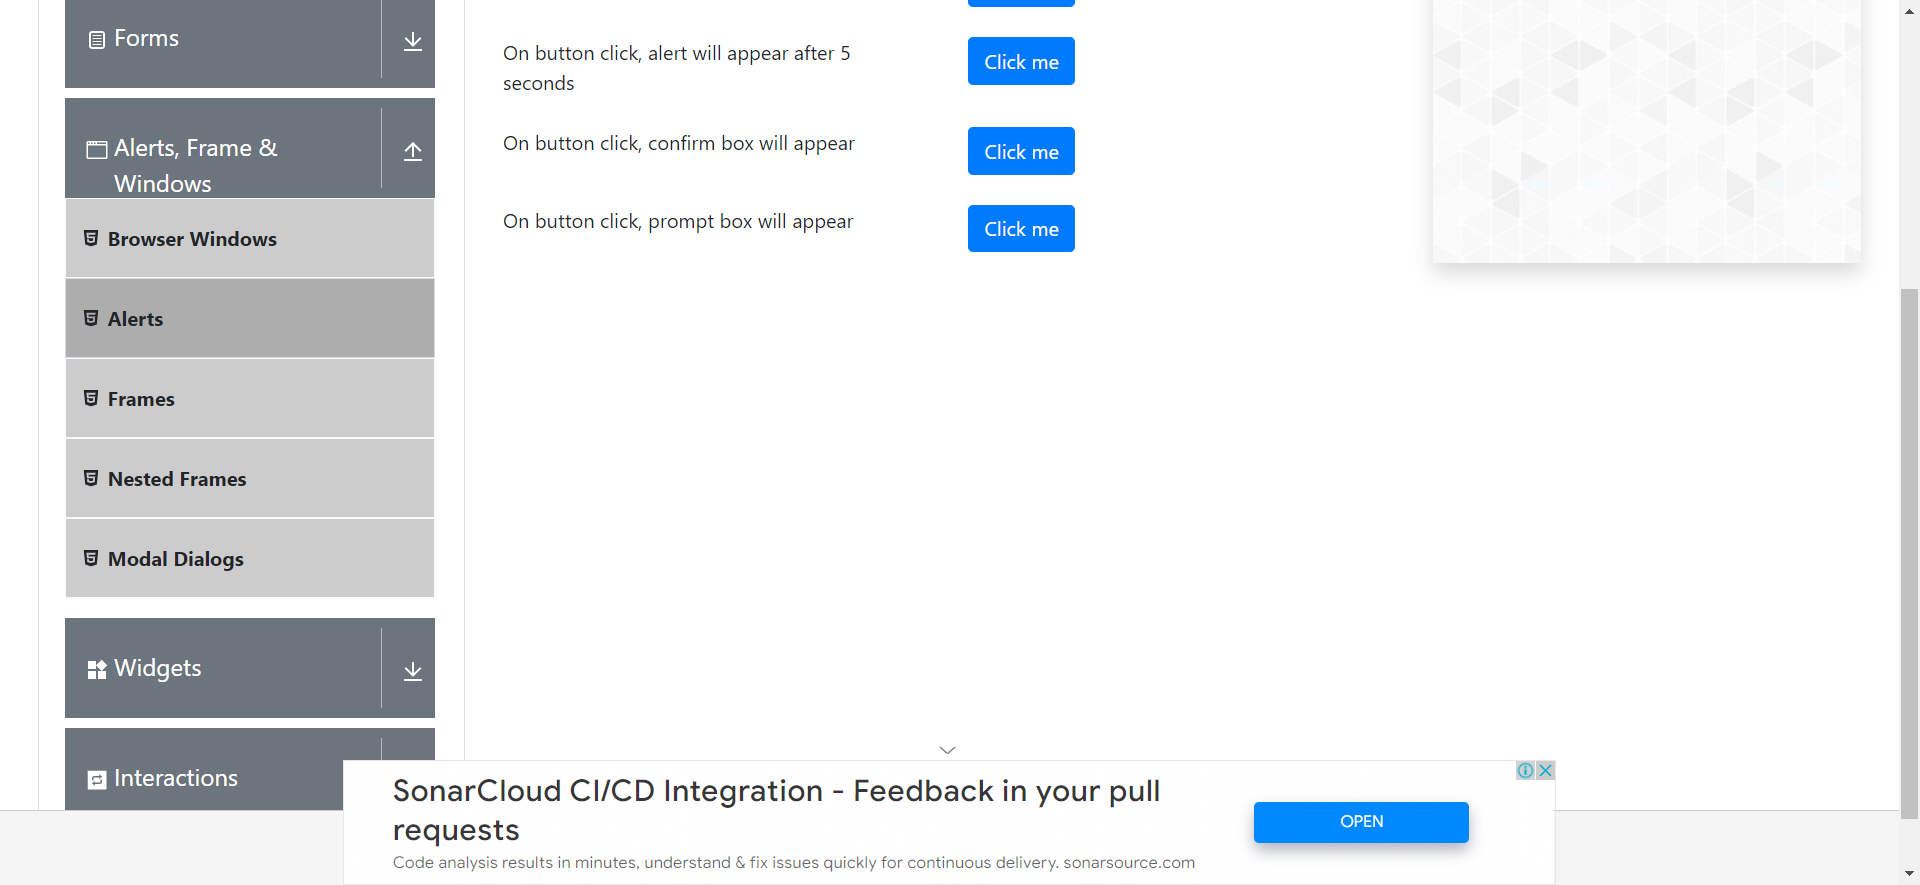 Forms
Alerts, Frame &
Windows
Browser Windows
Alerts
Frames
Nested Frames
Modal Dialogs
Widgets
Interactions
On button click, alert will appear after 5
seconds
Click me
On button click, confirm box will appear
Click me
On button click, prompt box will appear
Click me
SonarCloud CI/CD Integration - Feedback in your pull
requests
Code analysis results in minutes, understand & fix issues quickly for continuous delivery. sonarsource.com
OPEN